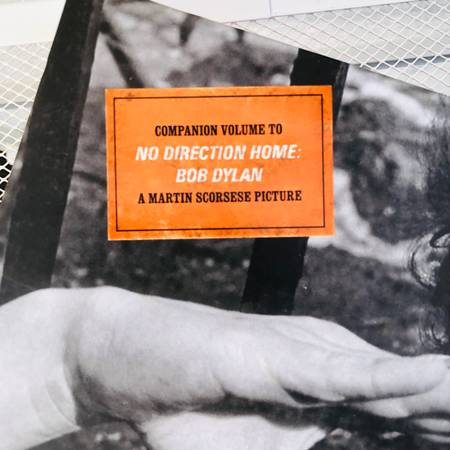 COMPANION VOLUME TO
NO DIRECTION HOME:
BOB DYLAN
A MARTIN SCORSESE PICTURE